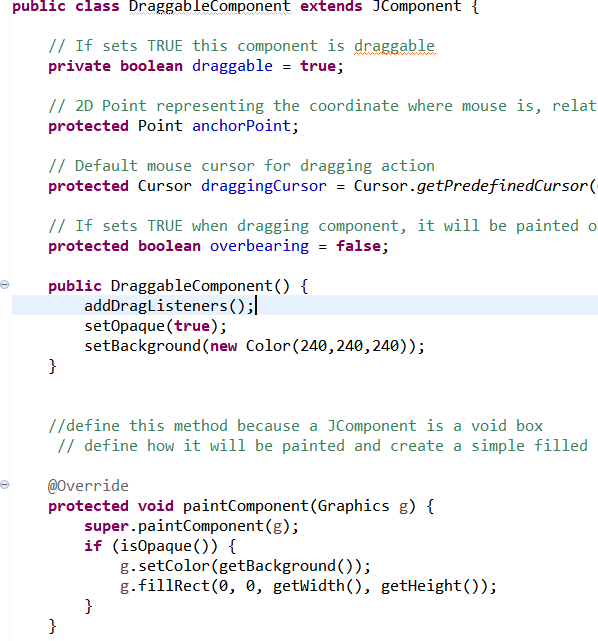 public class DraggableComponent extends JComponent {
// If sets TRUE this component is draggable
private boolean draggable = true;
// 2D Point representing the coordinate where mouse is, relat
protected Point anchorPoint;
// Default mouse cursor for dragging action
protected Cursor draggingCursor = Cursor.getPredefinedCursor(
// If sets TRUE when dragging component, it will be painted o
protected boolean overbearing = false;
public DraggableComponent() {
addDragListeners();
setOpaque(true);
setBackground(new Color(240,240,240));
}
//define this method because a JComponent is a void box
// define how it will be painted and create a simple filled
@Override
protected void paintComponent(Graphics g) {
super.paintComponent(g);
if (isOpaque()) {
g.setColor(getBackground());
g.fillRect(0, 0, getWidth(), getHeight());
}
}